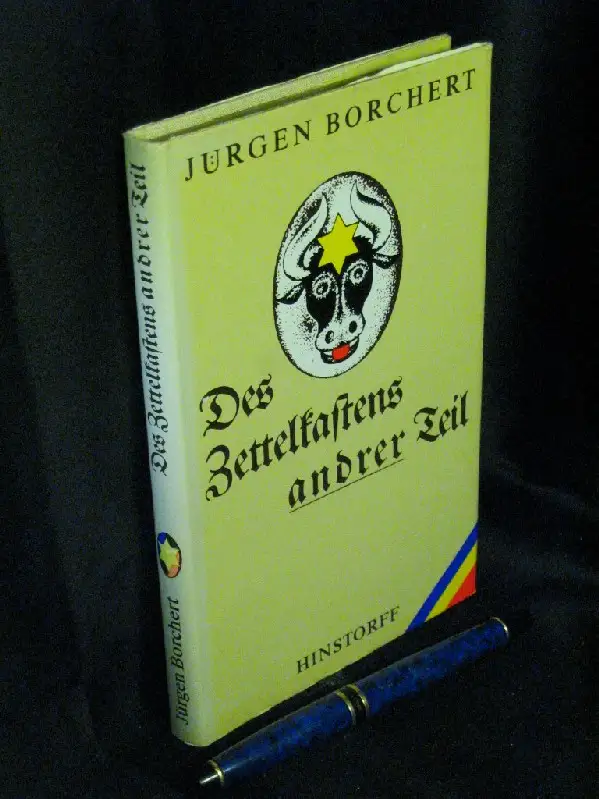 JÜRGEN BORCHERT
Des
Zettelkaſtens
andrer Teil
HINSTORFF
Des Zettelkaſtens andrer Teil
Jürgen Borchert